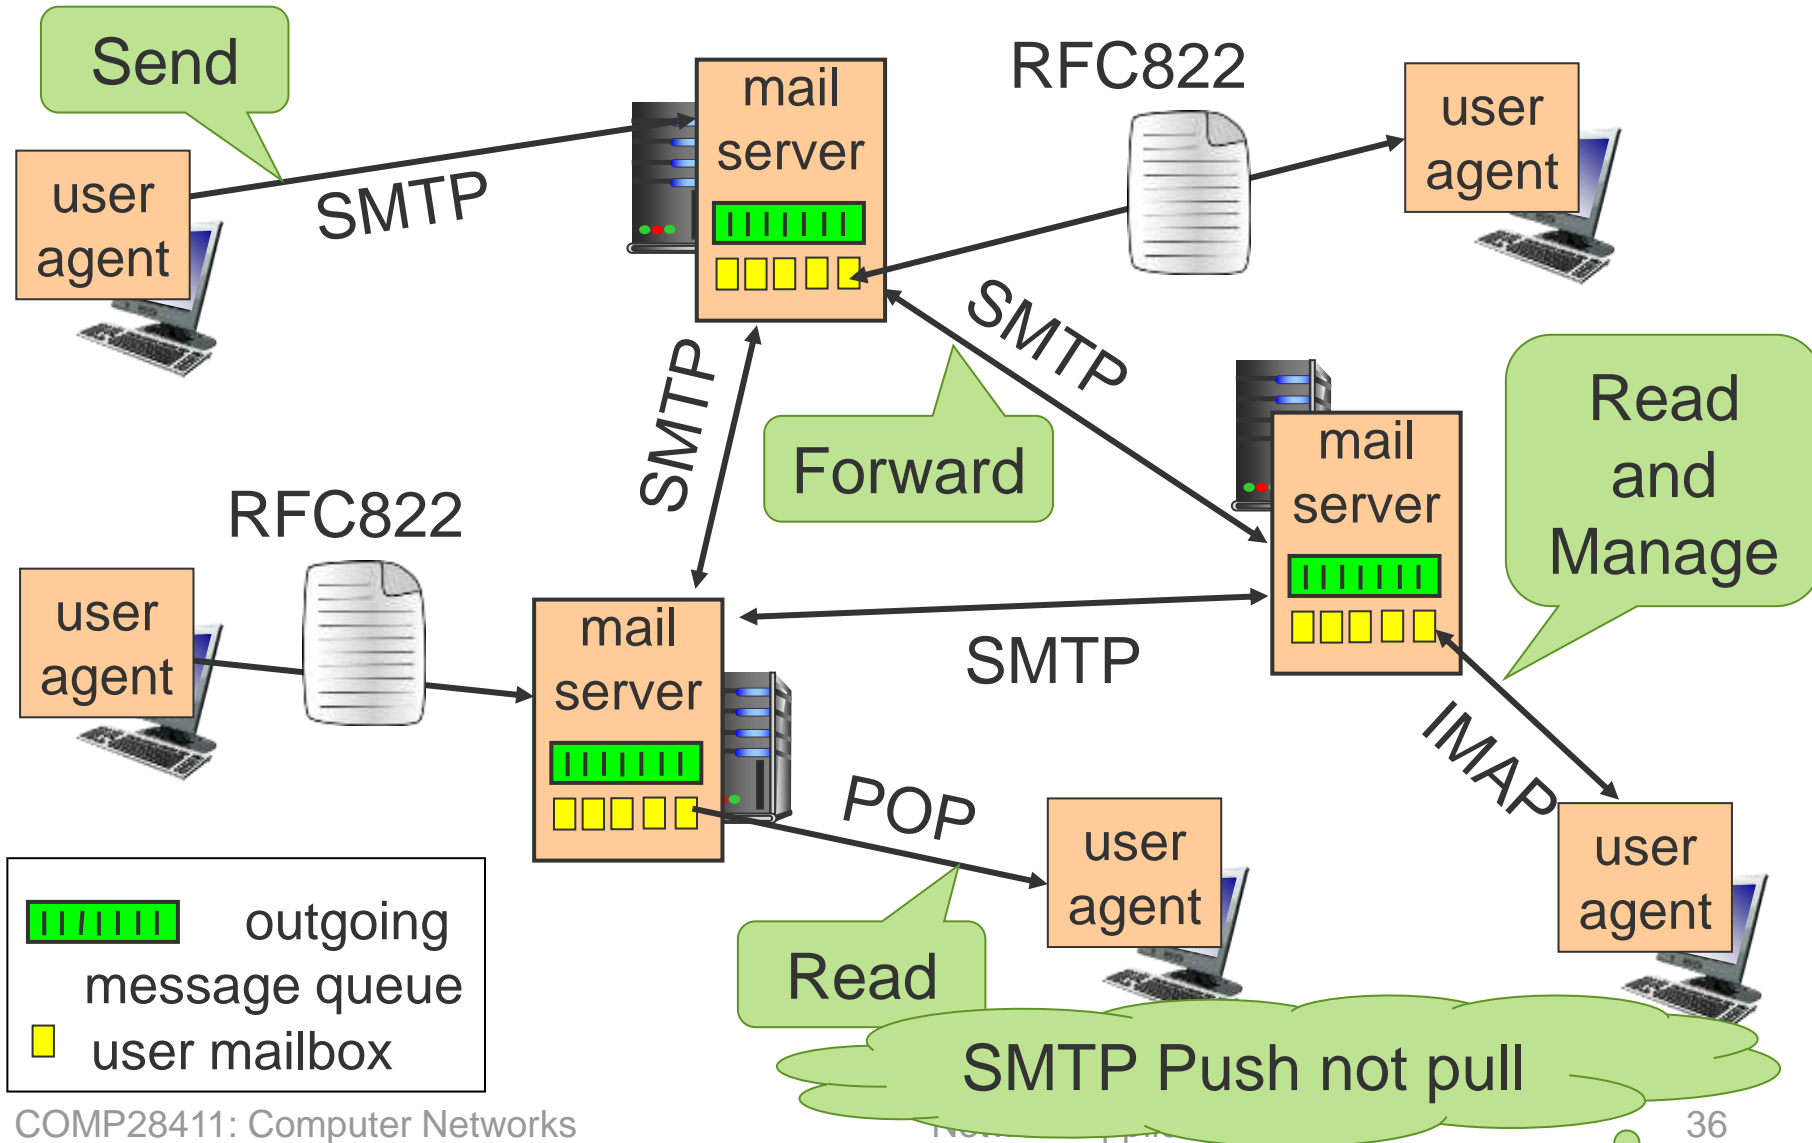 Send
mail
server
RFC822
user
agent
user
agent
SMTP
SMTP
SMTP
Forward
mail
server
Read
and
Manage
RFC822
user
agent
mail
server
SMTP
IMAP
POP
user
agent
user
agent
outgoing
message queue
user mailbox
Read
SMTP Push not pull
COMP28411: Computer Networks
36